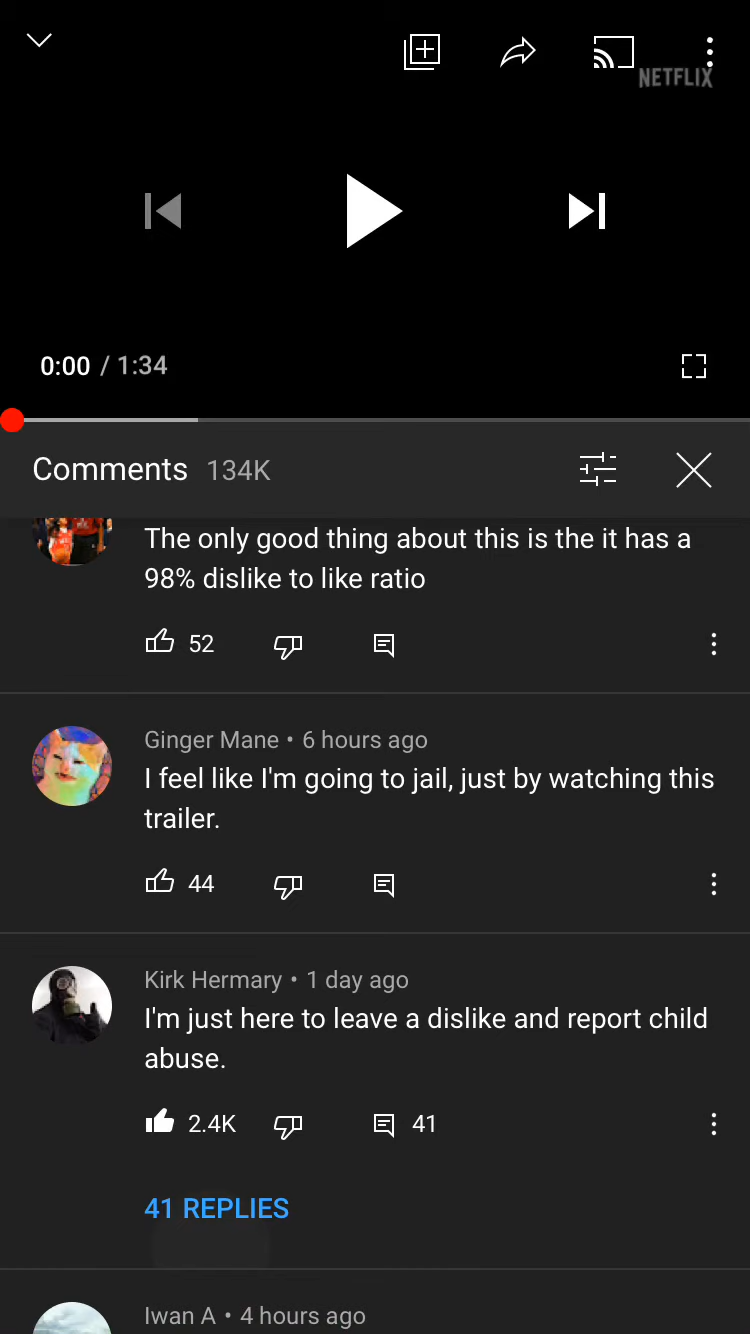 NETFLIX
0:00 / 1:34
Comments 134K
The only good thing about this is the it has a
98% dislike to like ratio
52
Ginger Mane • 6 hours ago
I feel like I'm going to jail, just by watching this
trailer.
44
Kirk Hermary • 1 day ago
I'm just here to leave a dislike and report child
abuse.
2.4K 41
41 REPLIES
Iwan A • 4 hours ago